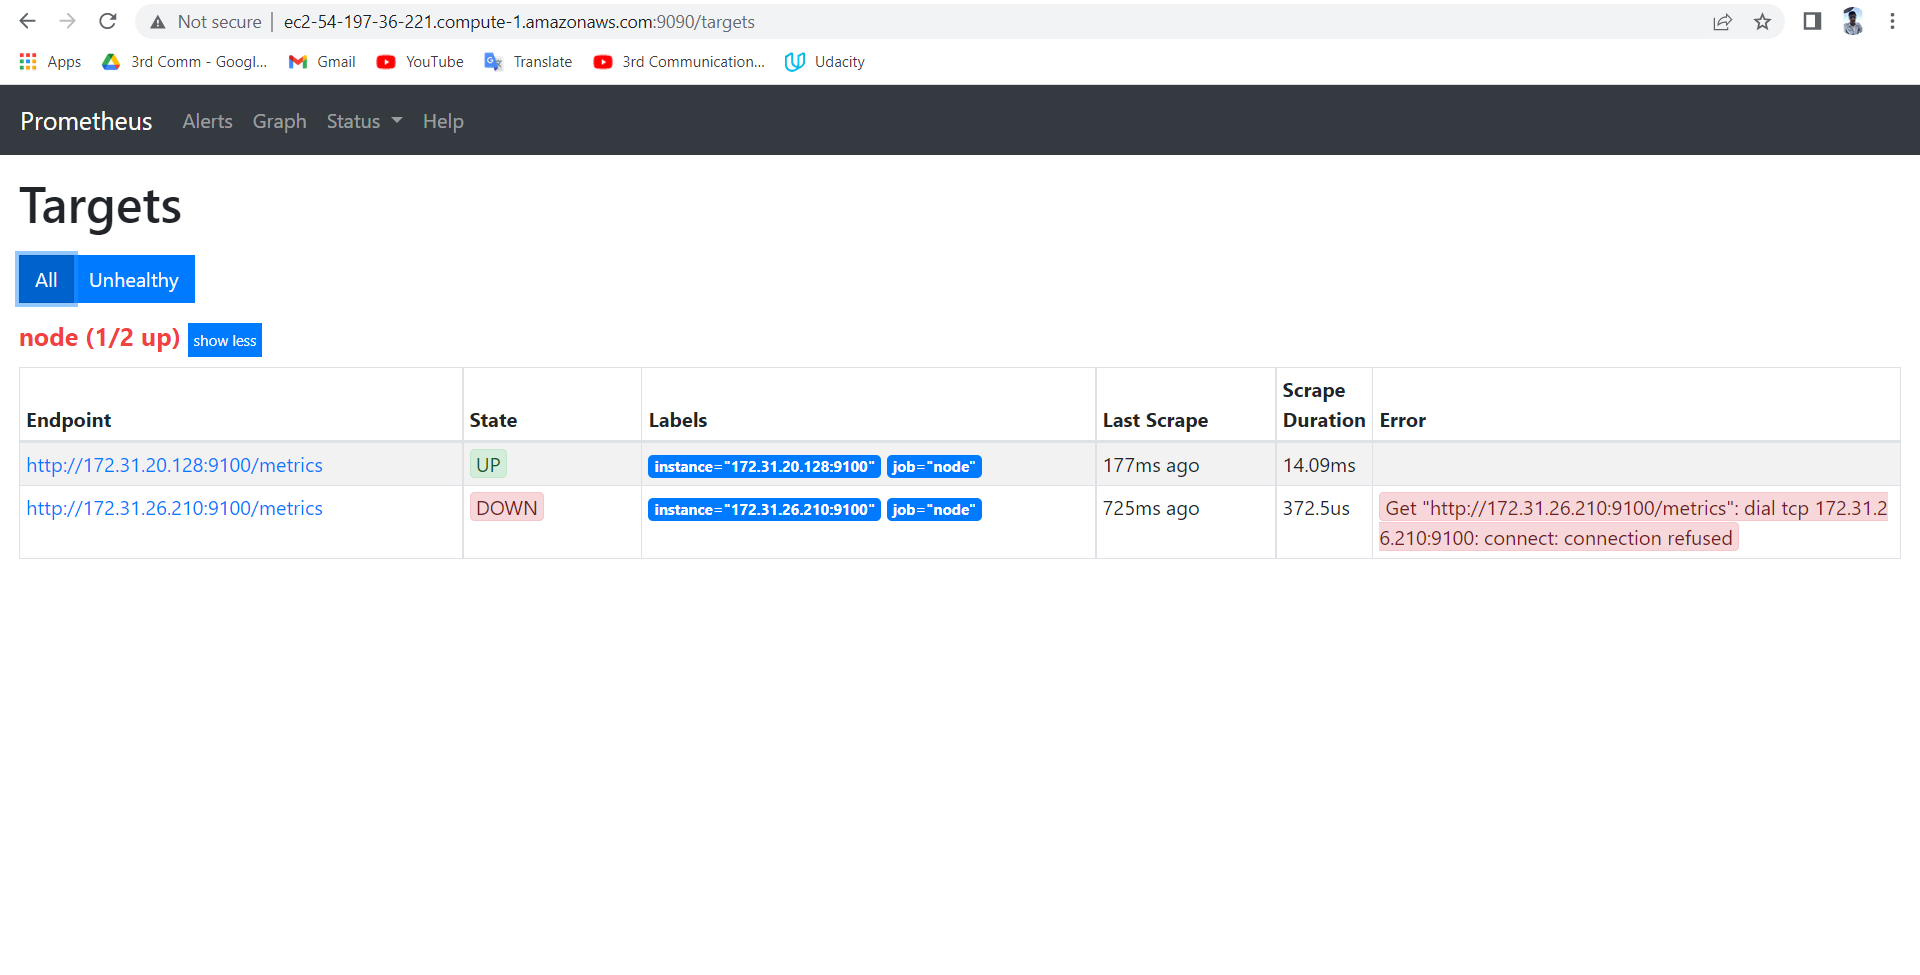 Not secure | ec2-54-197-36-221.compute-1.amazonaws.com:9090/targets
Apps 3rd Comm - Googl... Gmail YouTube Translate 3rd Communication... Udacity
Prometheus Alerts Graph Status Help
Targets
All Unhealthy
node (1/2 up) show less
Endpoint State Labels Last Scrape Scrape Duration Error
http://172.31.20.128:9100/metrics UP instance="172.31.20.128:9100" job="node" 177ms ago 14.09ms
http://172.31.26.210:9100/metrics DOWN instance="172.31.26.210:9100" job="node" 725ms ago 372.5us Get "http://172.31.26.210:9100/metrics": dial tcp 172.31.2
6.210:9100: connect: connection refused